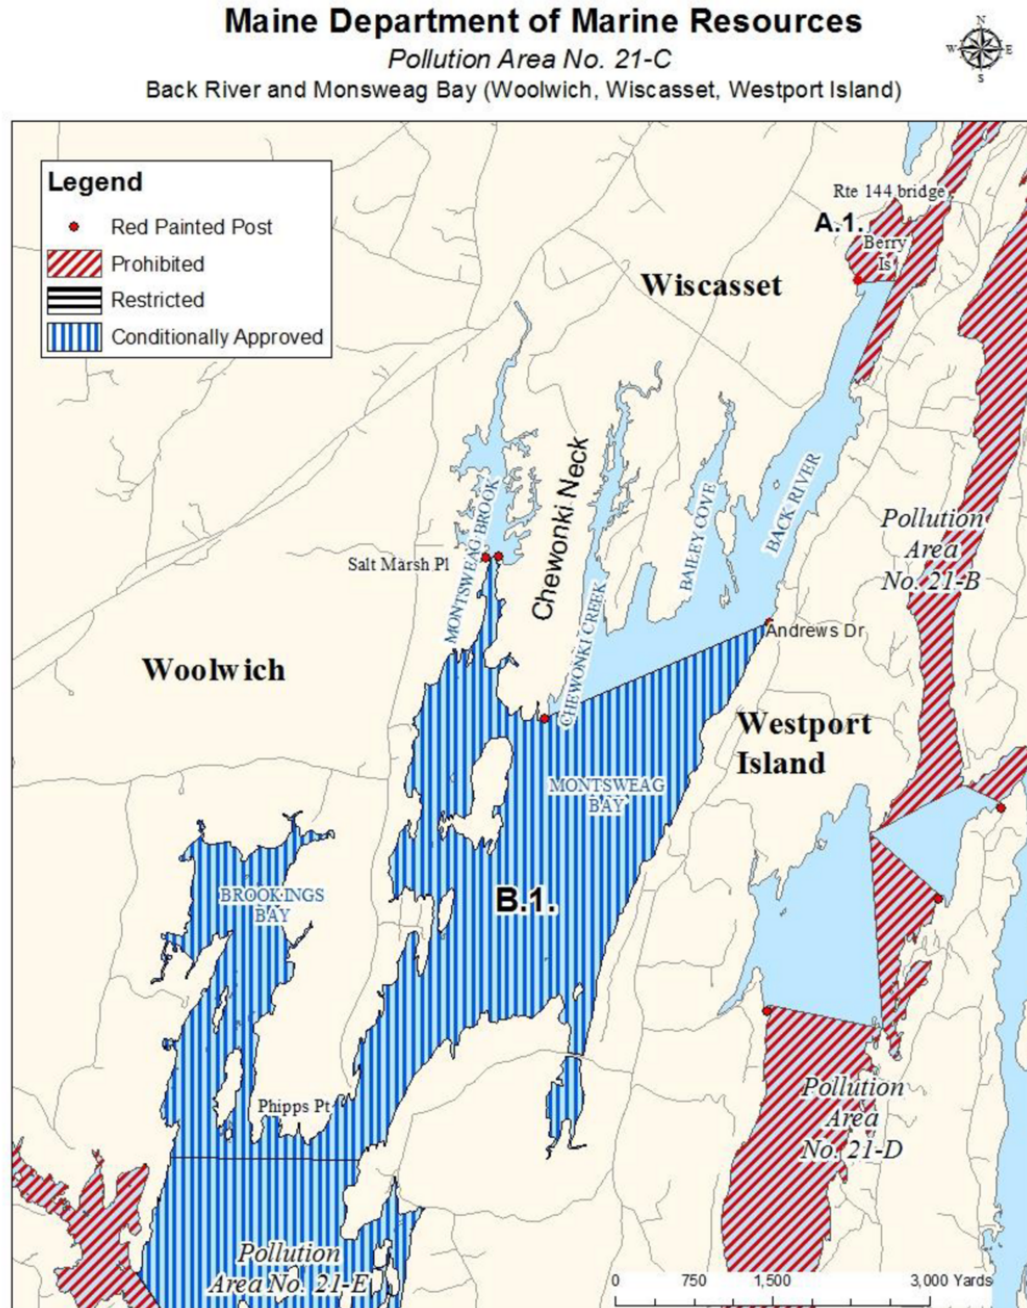 Maine Department of Marine Resources
Pollution Area No. 21-C
Back River and Monsweag Bay (Woolwich, Wiscasset, Westport Island)
N
W
E
S
Legend
Red Painted Post
Prohibited
Restricted
Conditionally Approved
Rte 144 bridge
A.1.
Berry
Is
Wiscasset
Chewonki Neck
MONTSWEAG BROOK
BAILEY COVE
BACK RIVER
Pollution
Area
No. 21-B
Salt Marsh Pl
CHEWONKI CREEK
Andrews Dr
Woolwich
Westport
Island
MONTSWEAG
BAY
BROOKINGS
BAY
B.1.
Phipps Pt
Pollution
Area
No. 21-D
Pollution
Area No. 21-E
0 750 1,500 3,000 Yards